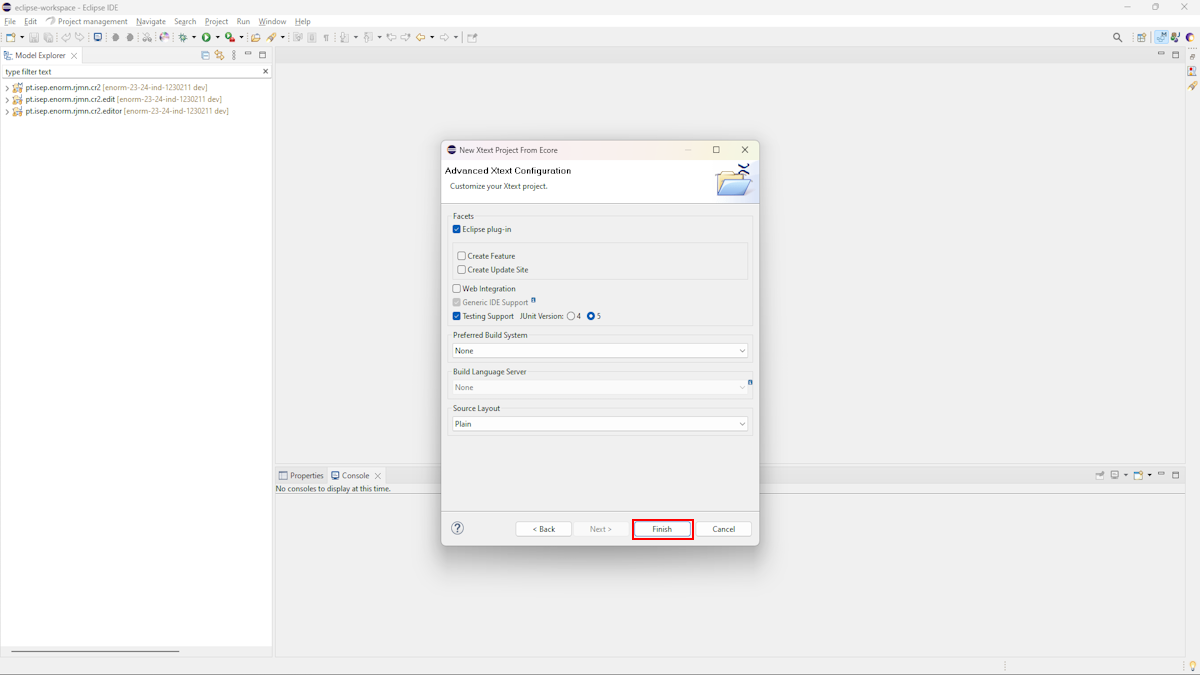 eclipse-workspace - Eclipse IDE
File Edit Project management Navigate Search Project Run Window Help
Model Explorer
type filter text
pt.isep.enorm.rjmn.cr2 [enorm-23-24-ind-1230211 dev]
pt.isep.enorm.rjmn.cr2.edit [enorm-23-24-ind-1230211 dev]
pt.isep.enorm.rjmn.cr2.editor [enorm-23-24-ind-1230211 dev]
New Xtext Project From Ecore
Advanced Xtext Configuration
Customize your Xtext project.
Facets
Eclipse plug-in
Create Feature
Create Update Site
Web Integration
Generic IDE Support
Testing Support JUnit Version: 4 5
Preferred Build System
None
Build Language Server
None
Source Layout
Plain
< Back Next > Finish Cancel
Properties Console
No consoles to display at this time.